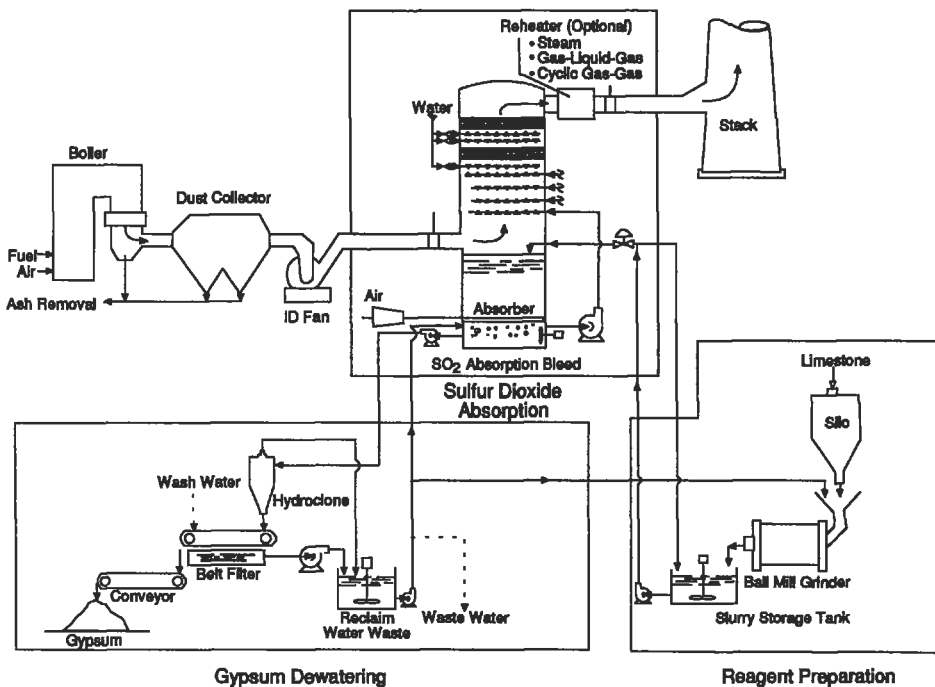 Reheater (Optional)
• Steam
• Gas-Liquid-Gas
• Cyclic Gas-Gas
Water
Stack
Boiler
Dust Collector
Fuel
Air
Ash Removal
ID Fan
Air
Absorber
SO₂ Absorption Bleed
Sulfur Dioxide
Absorption
Limestone
Silo
Wash Water
Hydroclone
Belt Filter
Conveyor
Gypsum
Reclaim
Water Waste
Waste Water
Ball Mill Grinder
Slurry Storage Tank
Gypsum Dewatering
Reagent Preparation